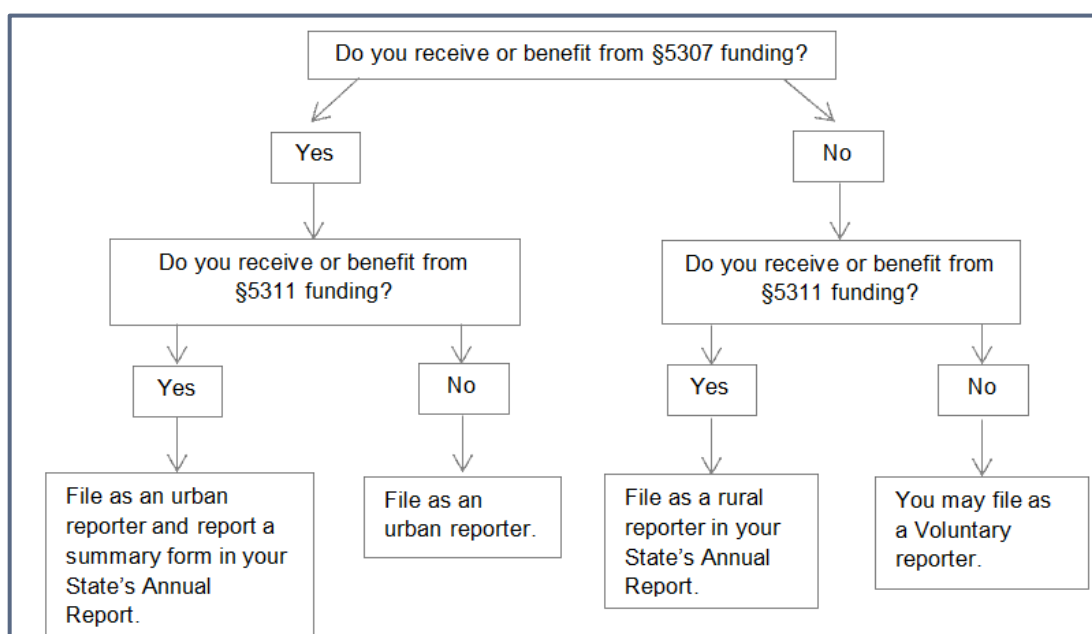 Do you receive or benefit from §5307 funding?
Yes
No
Do you receive or benefit from
§5311 funding?
Do you receive or benefit from
§5311 funding?
Yes
No
Yes
No
File as an urban
reporter and report a
summary form in your
State’s Annual
Report.
File as an
urban reporter.
File as a rural
reporter in your
State’s Annual
Report.
You may file as
a Voluntary
reporter.